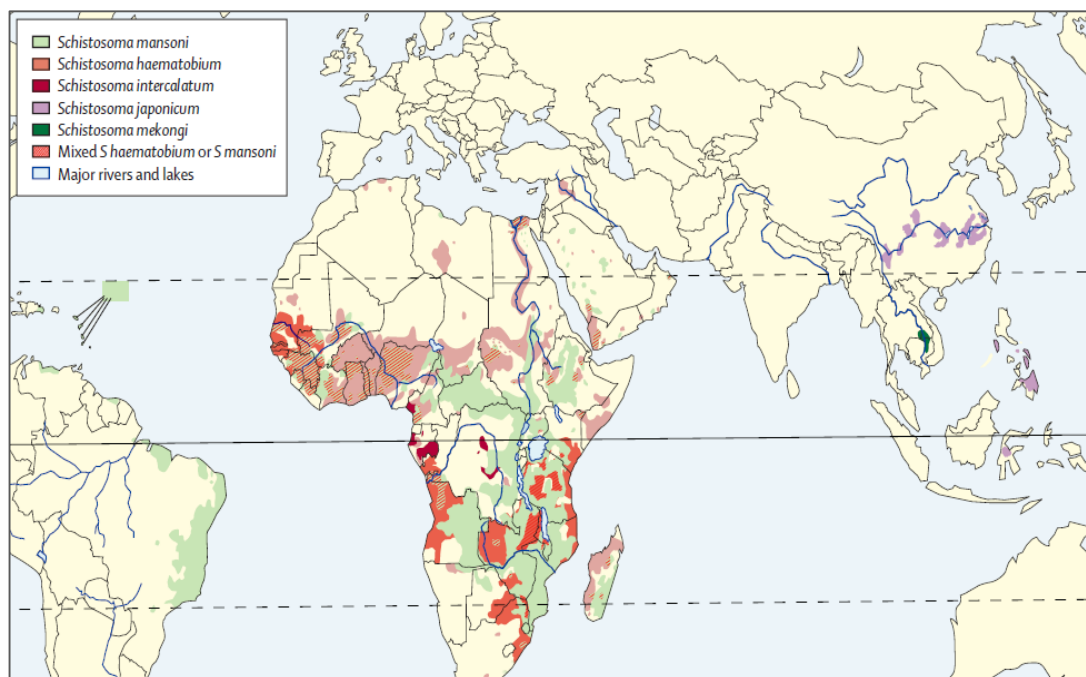 Schistosoma mansoni
Schistosoma haematobium
Schistosoma intercalatum
Schistosoma japonicum
Schistosoma mekongi
Mixed S haematobium or S mansoni
Major rivers and lakes